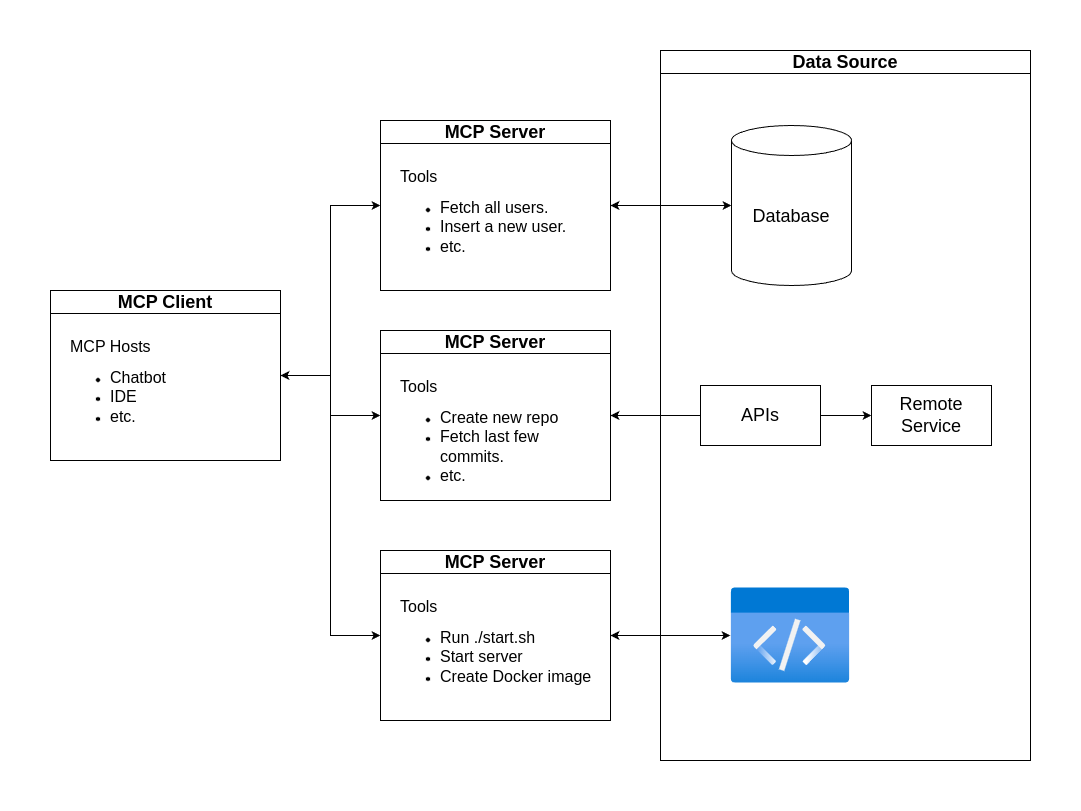 Data Source
MCP Server
Tools
Fetch all users.
Insert a new user.
etc.
Database
MCP Client
MCP Hosts
Chatbot
IDE
etc.
MCP Server
Tools
Create new repo
Fetch last few
commits.
etc.
APIs
Remote
Service
MCP Server
Tools
Run ./start.sh
Start server
Create Docker image